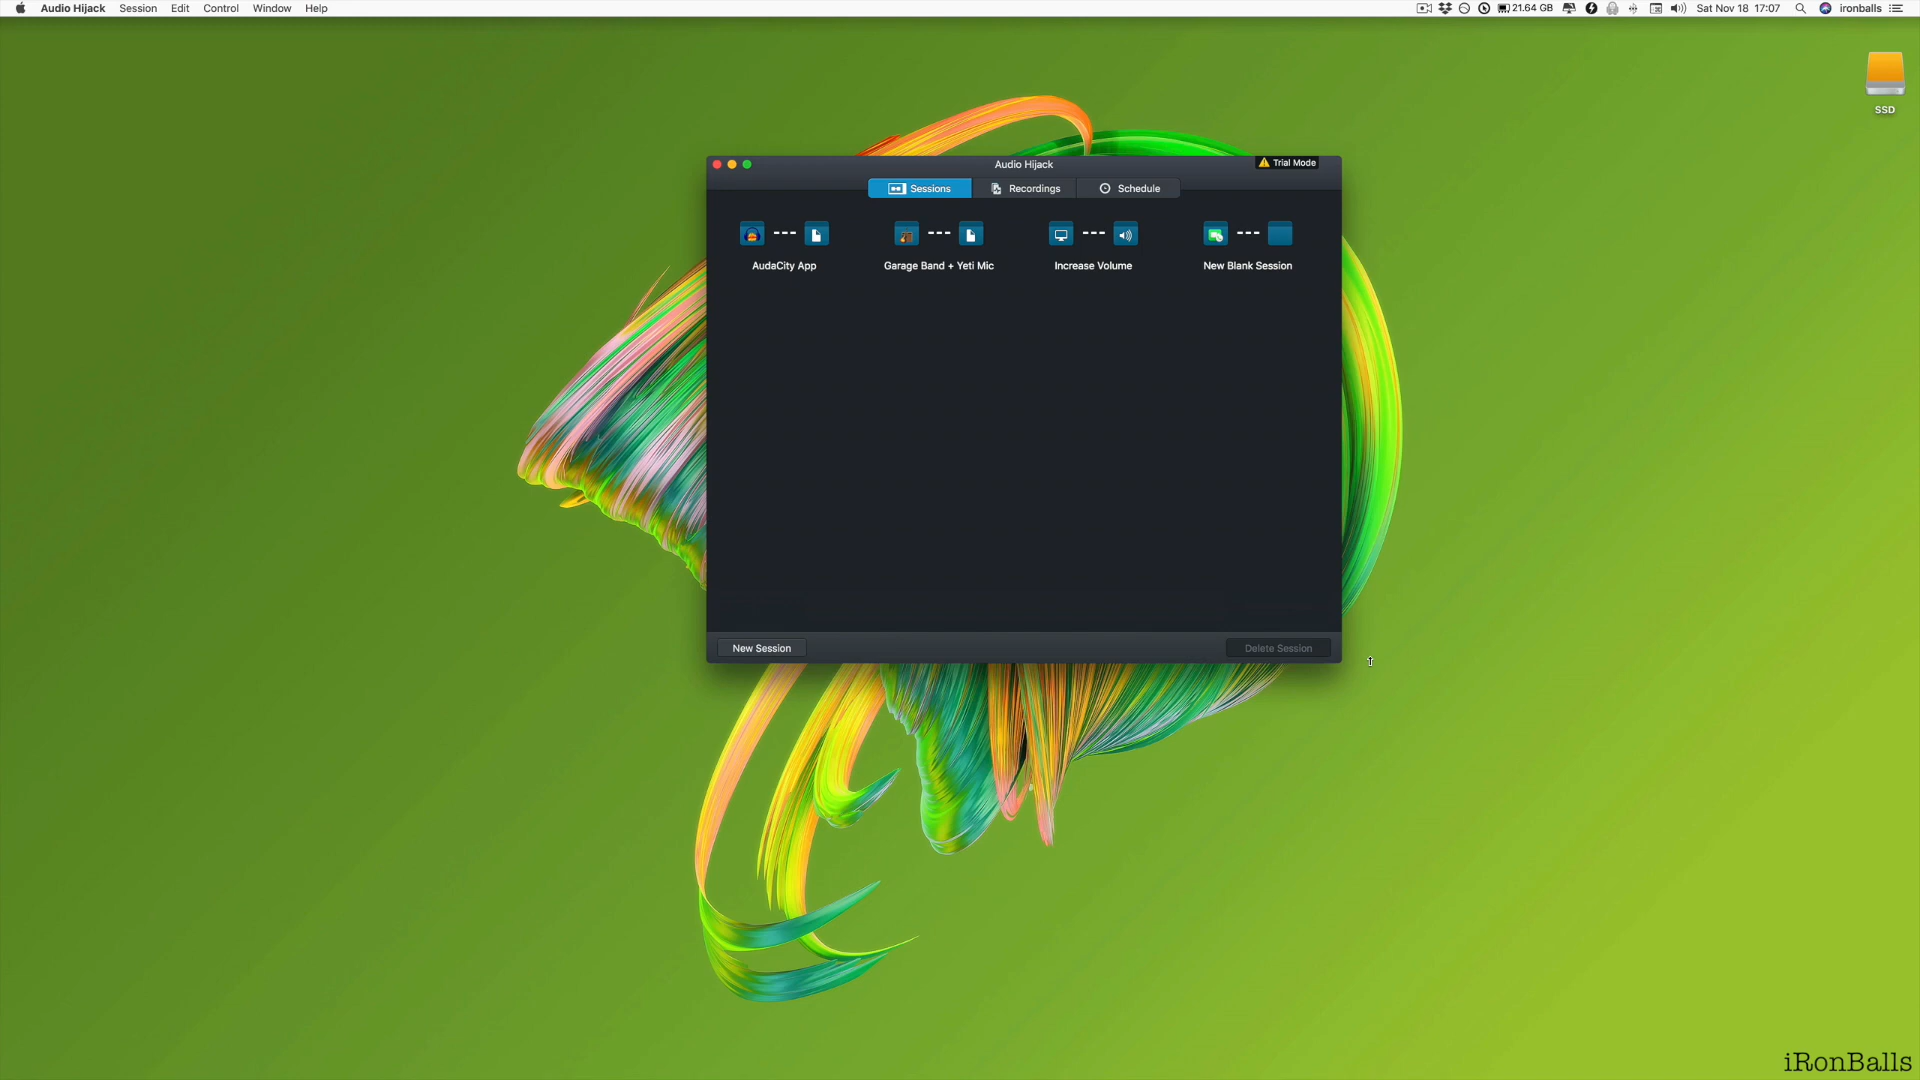 Audio Hijack Session Edit Control Window Help 21.64 GB Sat Nov 18 17:07 ironballs
SSD
Audio Hijack Trial Mode
Sessions Recordings Schedule
AudaCity App Garage Band + Yeti Mic Increase Volume New Blank Session
New Session Delete Session
iRonBalls